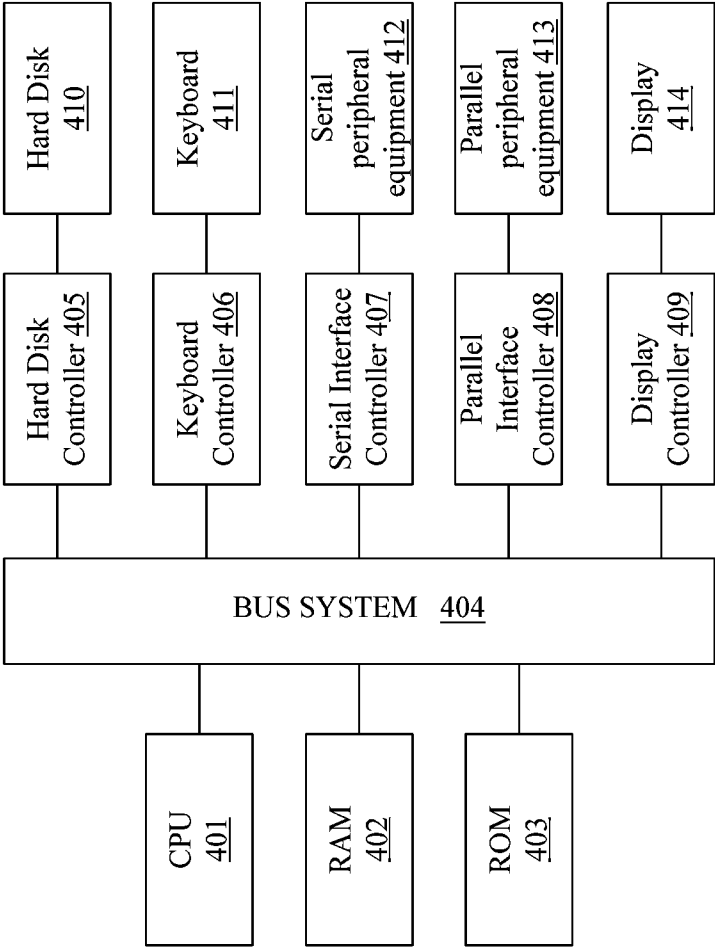 Hard Disk
410
Keyboard
411
Serial
peripheral
equipment 412
Parallel
peripheral
equipment 413
Display
414
Hard Disk
Controller 405
Keyboard
Controller 406
Serial Interface
Controller 407
Parallel
Interface
Controller 408
Display
Controller 409
BUS SYSTEM 404
CPU
401
RAM
402
ROM
403